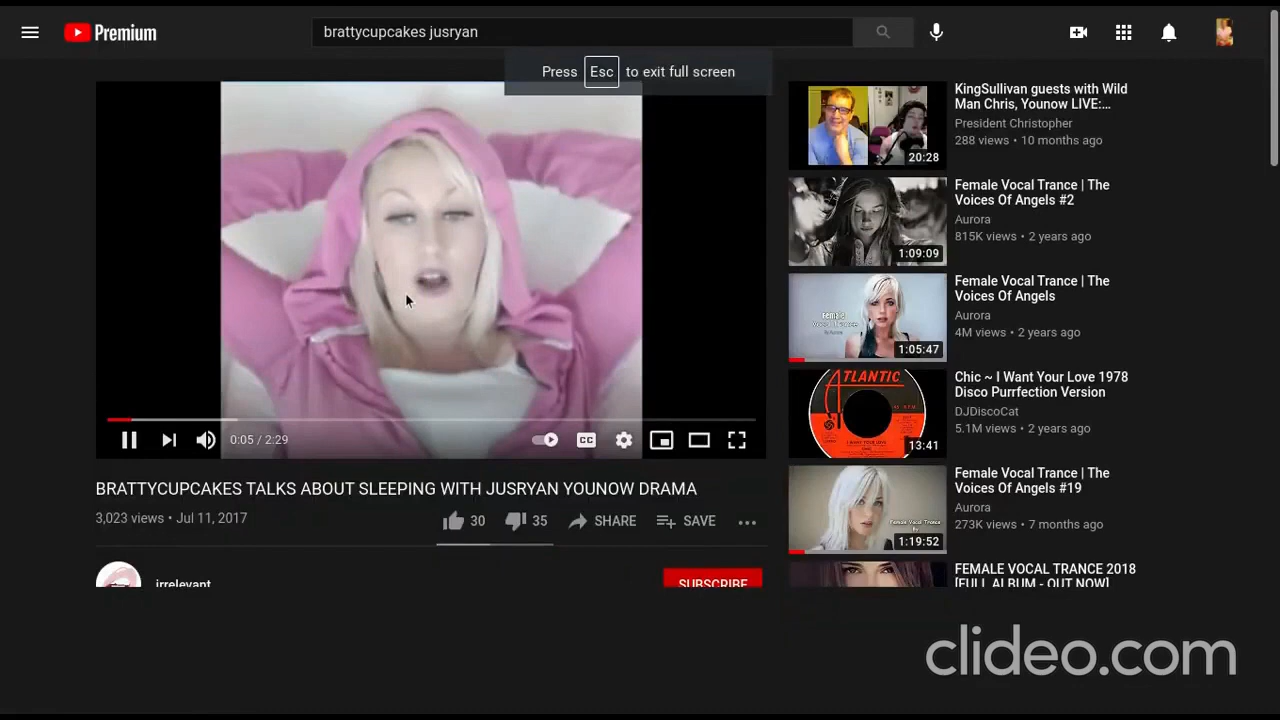 Premium
brattycupcakes jusryan
Press Esc to exit full screen
0:05 / 2:29
CC
BRATTYCUPCAKES TALKS ABOUT SLEEPING WITH JUSRYAN YOUNOW DRAMA
3,023 views • Jul 11, 2017
30
35
SHARE
SAVE
irrelevant
SUBSCRIBE
20:28
KingSullivan guests with Wild
Man Chris, Younow LIVE:...
President Christopher
288 views • 10 months ago
1:09:09
Female Vocal Trance | The
Voices Of Angels #2
Aurora
815K views • 2 years ago
Female
1:05:47
Female Vocal Trance | The
Voices Of Angels
Aurora
4M views • 2 years ago
ATLANTIC
13:41
Chic ~ I Want Your Love 1978
Disco Purrfection Version
DJDiscoCat
5.1M views • 2 years ago
Female Vocal Trance
1:19:52
Female Vocal Trance | The
Voices Of Angels #19
Aurora
273K views • 7 months ago
FEMALE VOCAL TRANCE 2018
[FULL ALBUM - OUT NOW]
clideo.com